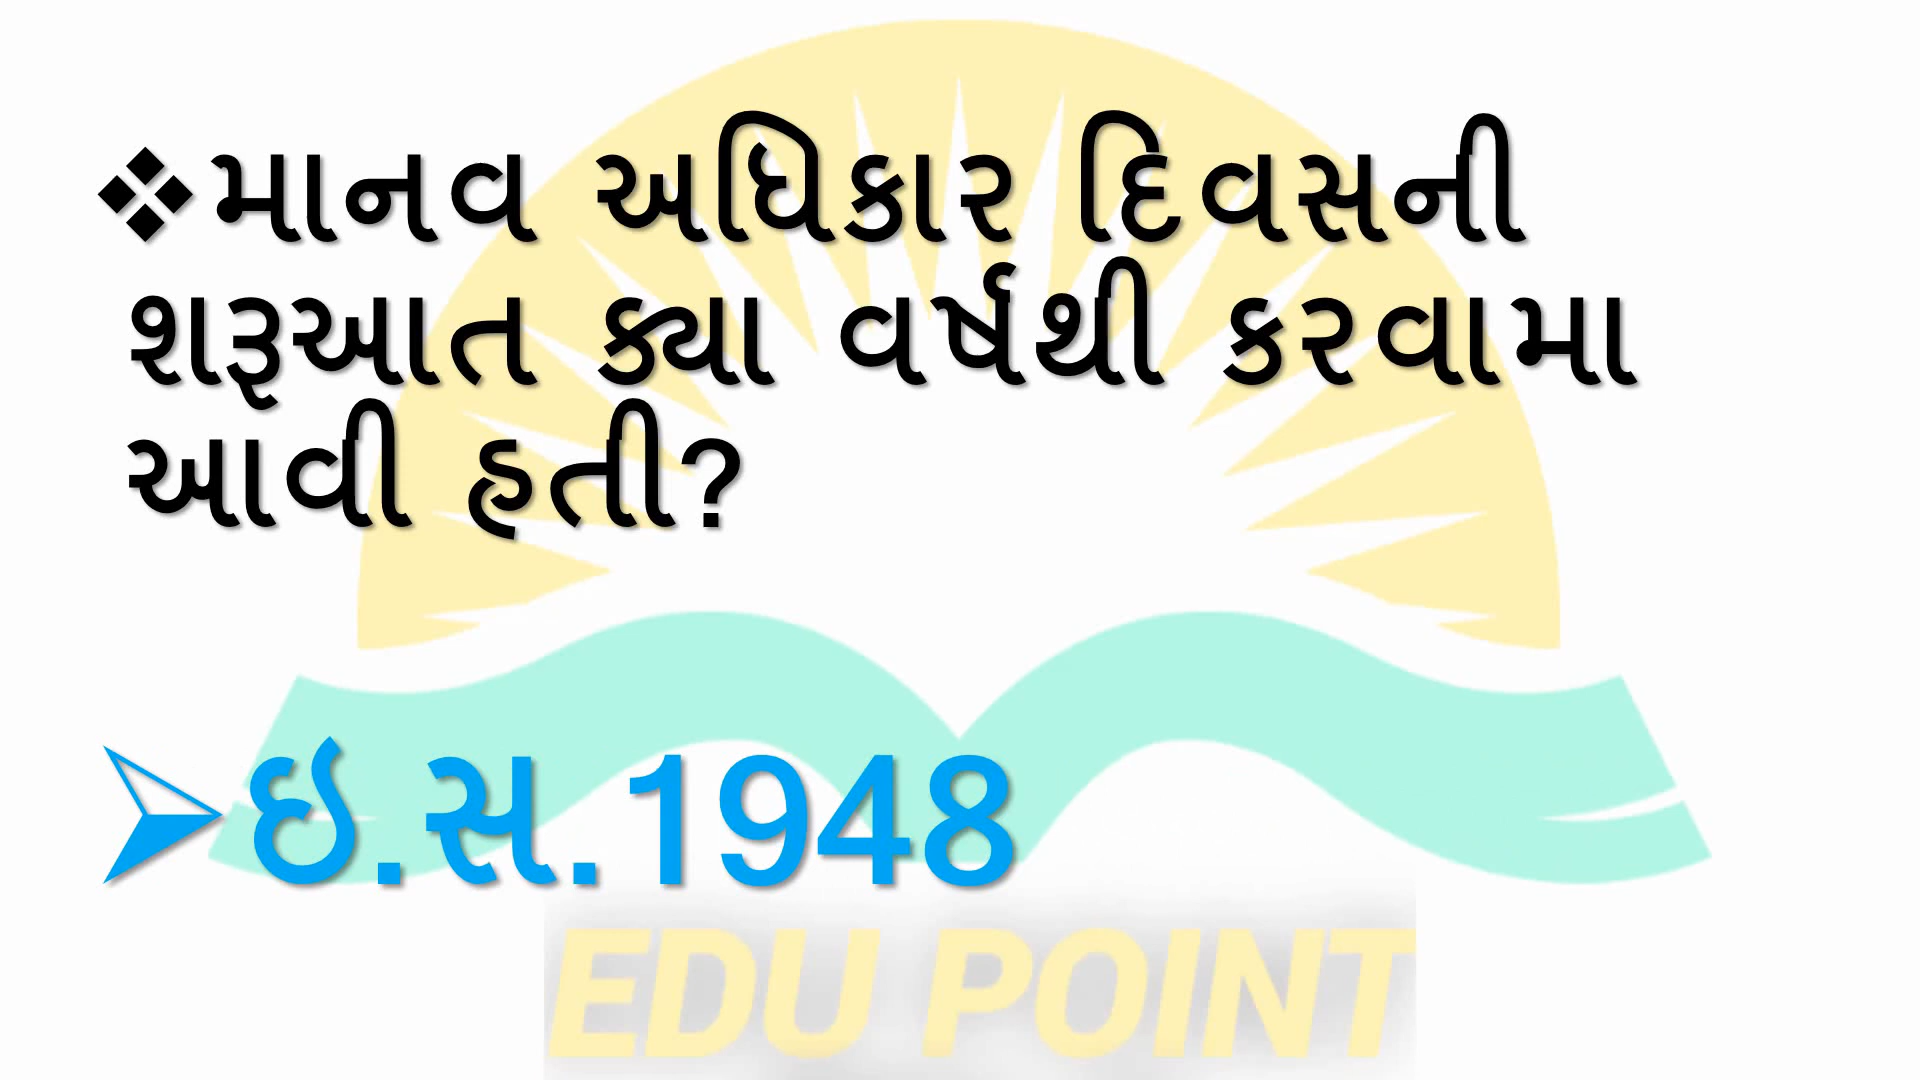 ❖માનવ અધિકાર દિવસની
શરૂઆત ક્યા વર્ષથી કરવામા
આવી હતી?
➢ઇ.સ.1948
EDU POINT